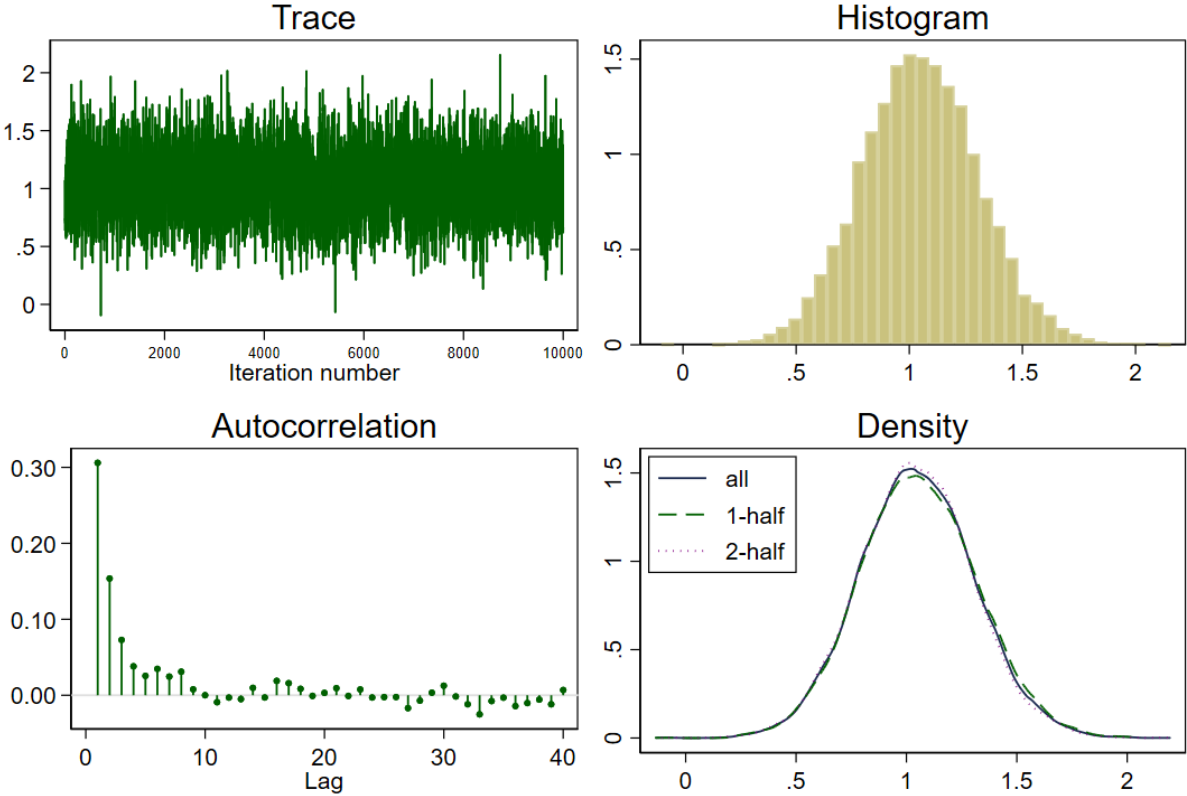 Trace
2
1.5
1
.5
0
0 2000 4000 6000 8000 10000
Iteration number
Histogram
1.5
1
.5
0
0 .5 1 1.5 2
Autocorrelation
0.30
0.20
0.10
0.00
0 10 20 30 40
Lag
Density
1.5
1
.5
0
all
1-half
2-half
0 .5 1 1.5 2